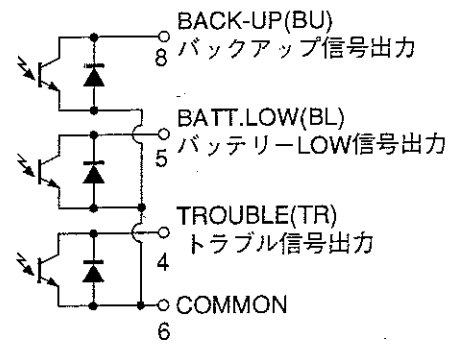 BACK-UP(BU)
8 バックアップ信号出力
BATT.LOW(BL)
5 バッテリーLOW信号出力
TROUBLE(TR)
トラブル信号出力
4
COMMON
6